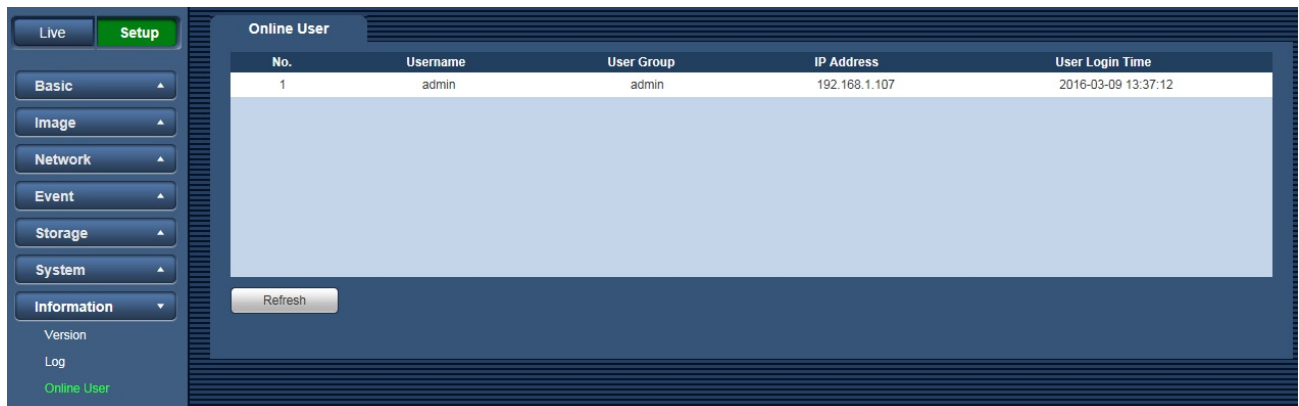 Live Setup
Online User
No. Username User Group IP Address User Login Time
1 admin admin 192.168.1.107 2016-03-09 13:37:12
Basic
Image
Network
Event
Storage
System
Information
Refresh
Version
Log
Online User